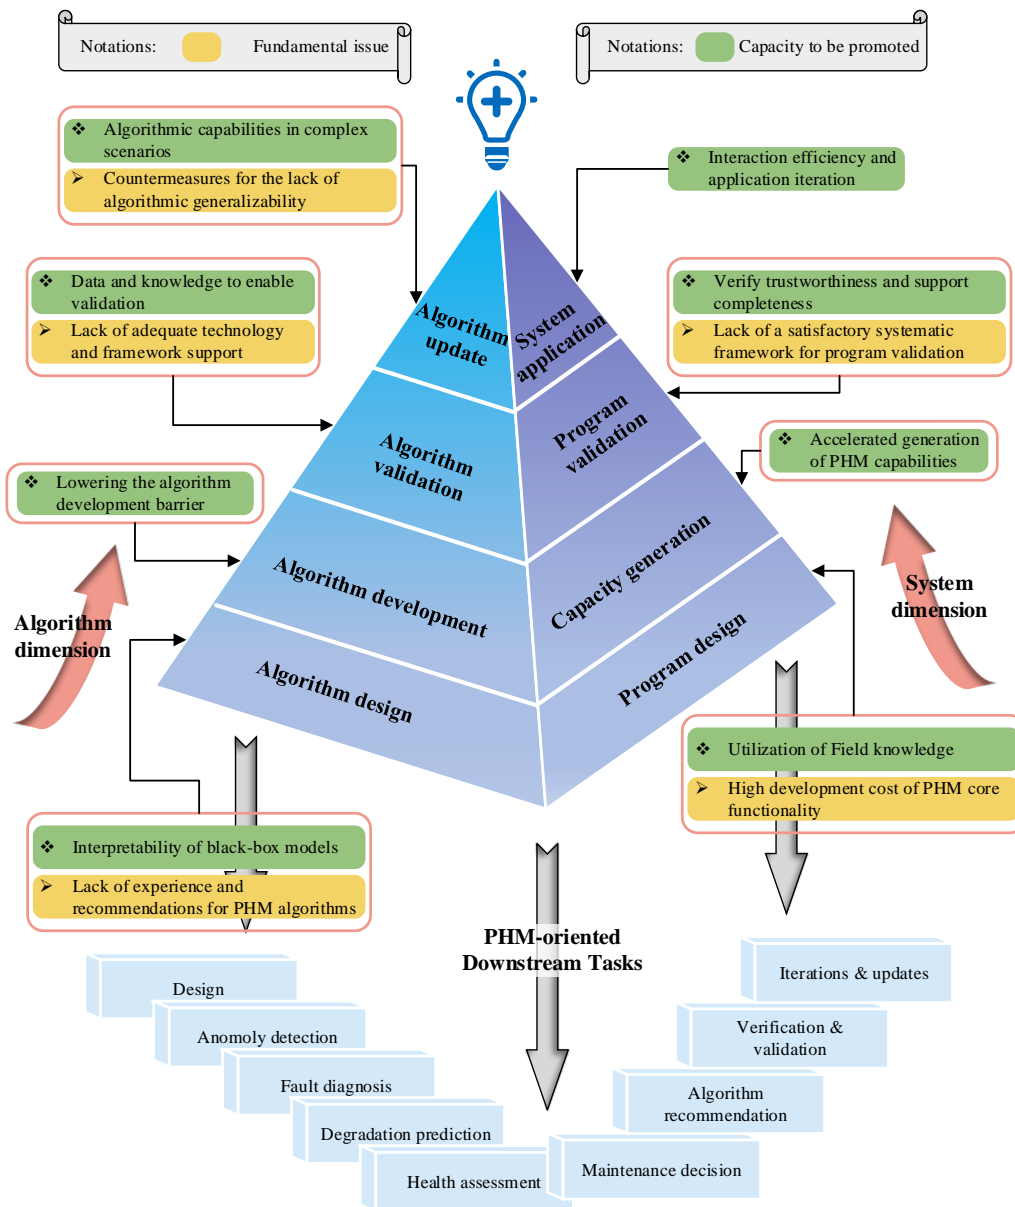 Notations: Fundamental issue
Notations: Capacity to be promoted
Algorithmic capabilities in complex
scenarios
Countermeasures for the lack of
algorithmic generalizability
Interaction efficiency and
application iteration
Data and knowledge to enable
validation
Lack of adequate technology
and framework support
Verify trustworthiness and support
completeness
Lack of a satisfactory systematic
framework for program validation
Algorithm
update
System
application
Algorithm
validation
Program
validation
Accelerated generation
of PHM capabilities
Lowering the algorithm
development barrier
Algorithm development
Capacity generation
Algorithm
dimension
System
dimension
Algorithm design
Program design
Utilization of Field knowledge
High development cost of PHM core
functionality
Interpretability of black-box models
Lack of experience and
recommendations for PHM algorithms
PHM-oriented
Downstream Tasks
Design
Anomoly detection
Fault diagnosis
Degradation prediction
Health assessment
Maintenance decision
Algorithm
recommendation
Verification &
validation
Iterations & updates